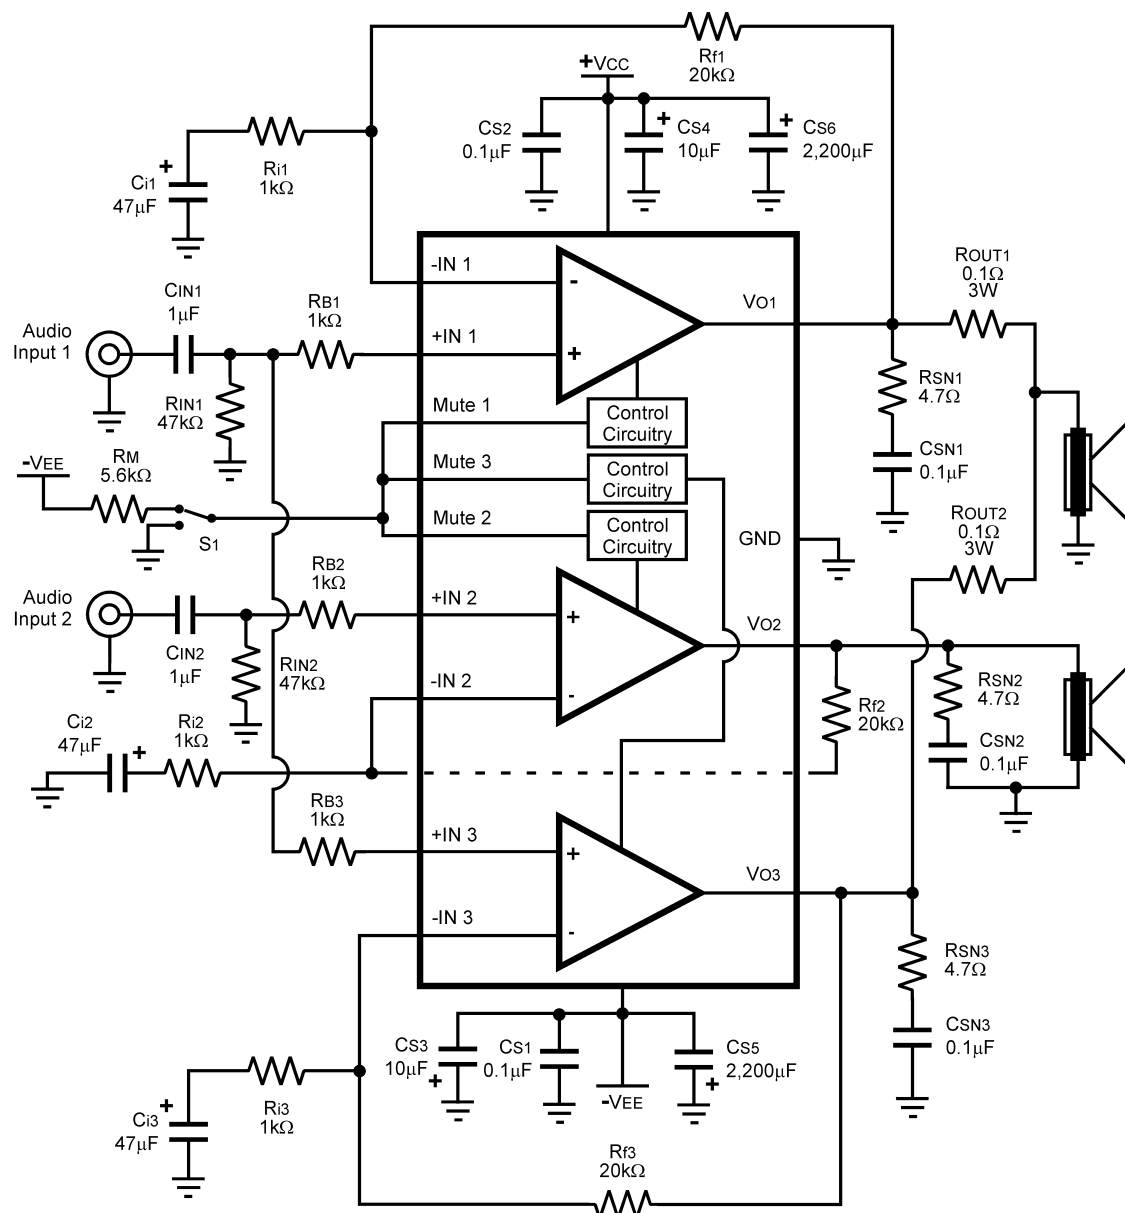 Rf1
20kΩ
+VCC
CS2
0.1µF
CS4
10µF
CS6
2,200µF
+
+
Ri1
1kΩ
+
Ci1
47µF
-IN 1
-
VO1
ROUT1
0.1Ω
3W
CIN1
1µF
RB1
1kΩ
Audio
Input 1
+IN 1
+
RIN1
47kΩ
Mute 1
Control
Circuitry
RSN1
4.7Ω
CSN1
0.1µF
-VEE
RM
5.6kΩ
Mute 3
Control
Circuitry
S1
Mute 2
Control
Circuitry
GND
ROUT2
0.1Ω
3W
RB2
1kΩ
Audio
Input 2
+IN 2
+
VO2
CIN2
1µF
RIN2
47kΩ
-IN 2
-
Rf2
20kΩ
RSN2
4.7Ω
CSN2
0.1µF
Ci2
47µF
+
Ri2
1kΩ
RB3
1kΩ
+IN 3
+
VO3
-IN 3
-
RSN3
4.7Ω
CSN3
0.1µF
CS3
10µF
+
CS1
0.1µF
CS5
2,200µF
+
-VEE
Ri3
1kΩ
+
Ci3
47µF
Rf3
20kΩ